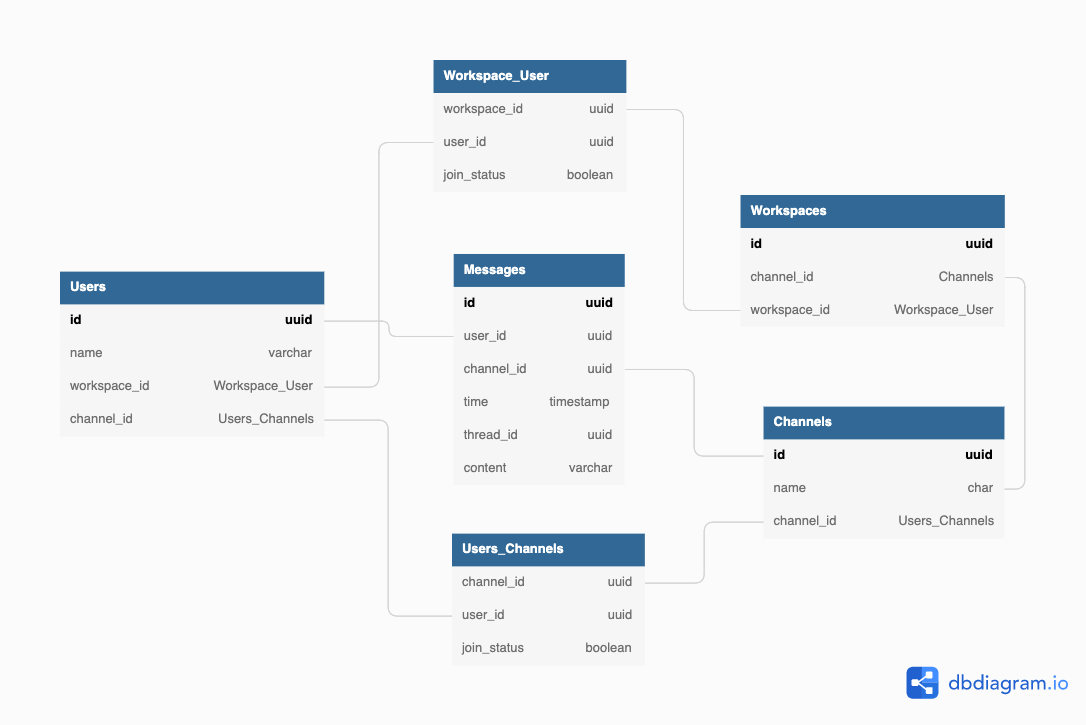 Workspace_User
workspace_id uuid
user_id uuid
join_status boolean
Workspaces
id uuid
channel_id Channels
workspace_id Workspace_User
Messages
id uuid
user_id uuid
channel_id uuid
time timestamp
thread_id uuid
content varchar
Users
id uuid
name varchar
workspace_id Workspace_User
channel_id Users_Channels
Channels
id uuid
name char
channel_id Users_Channels
Users_Channels
channel_id uuid
user_id uuid
join_status boolean
dbdiagram.io